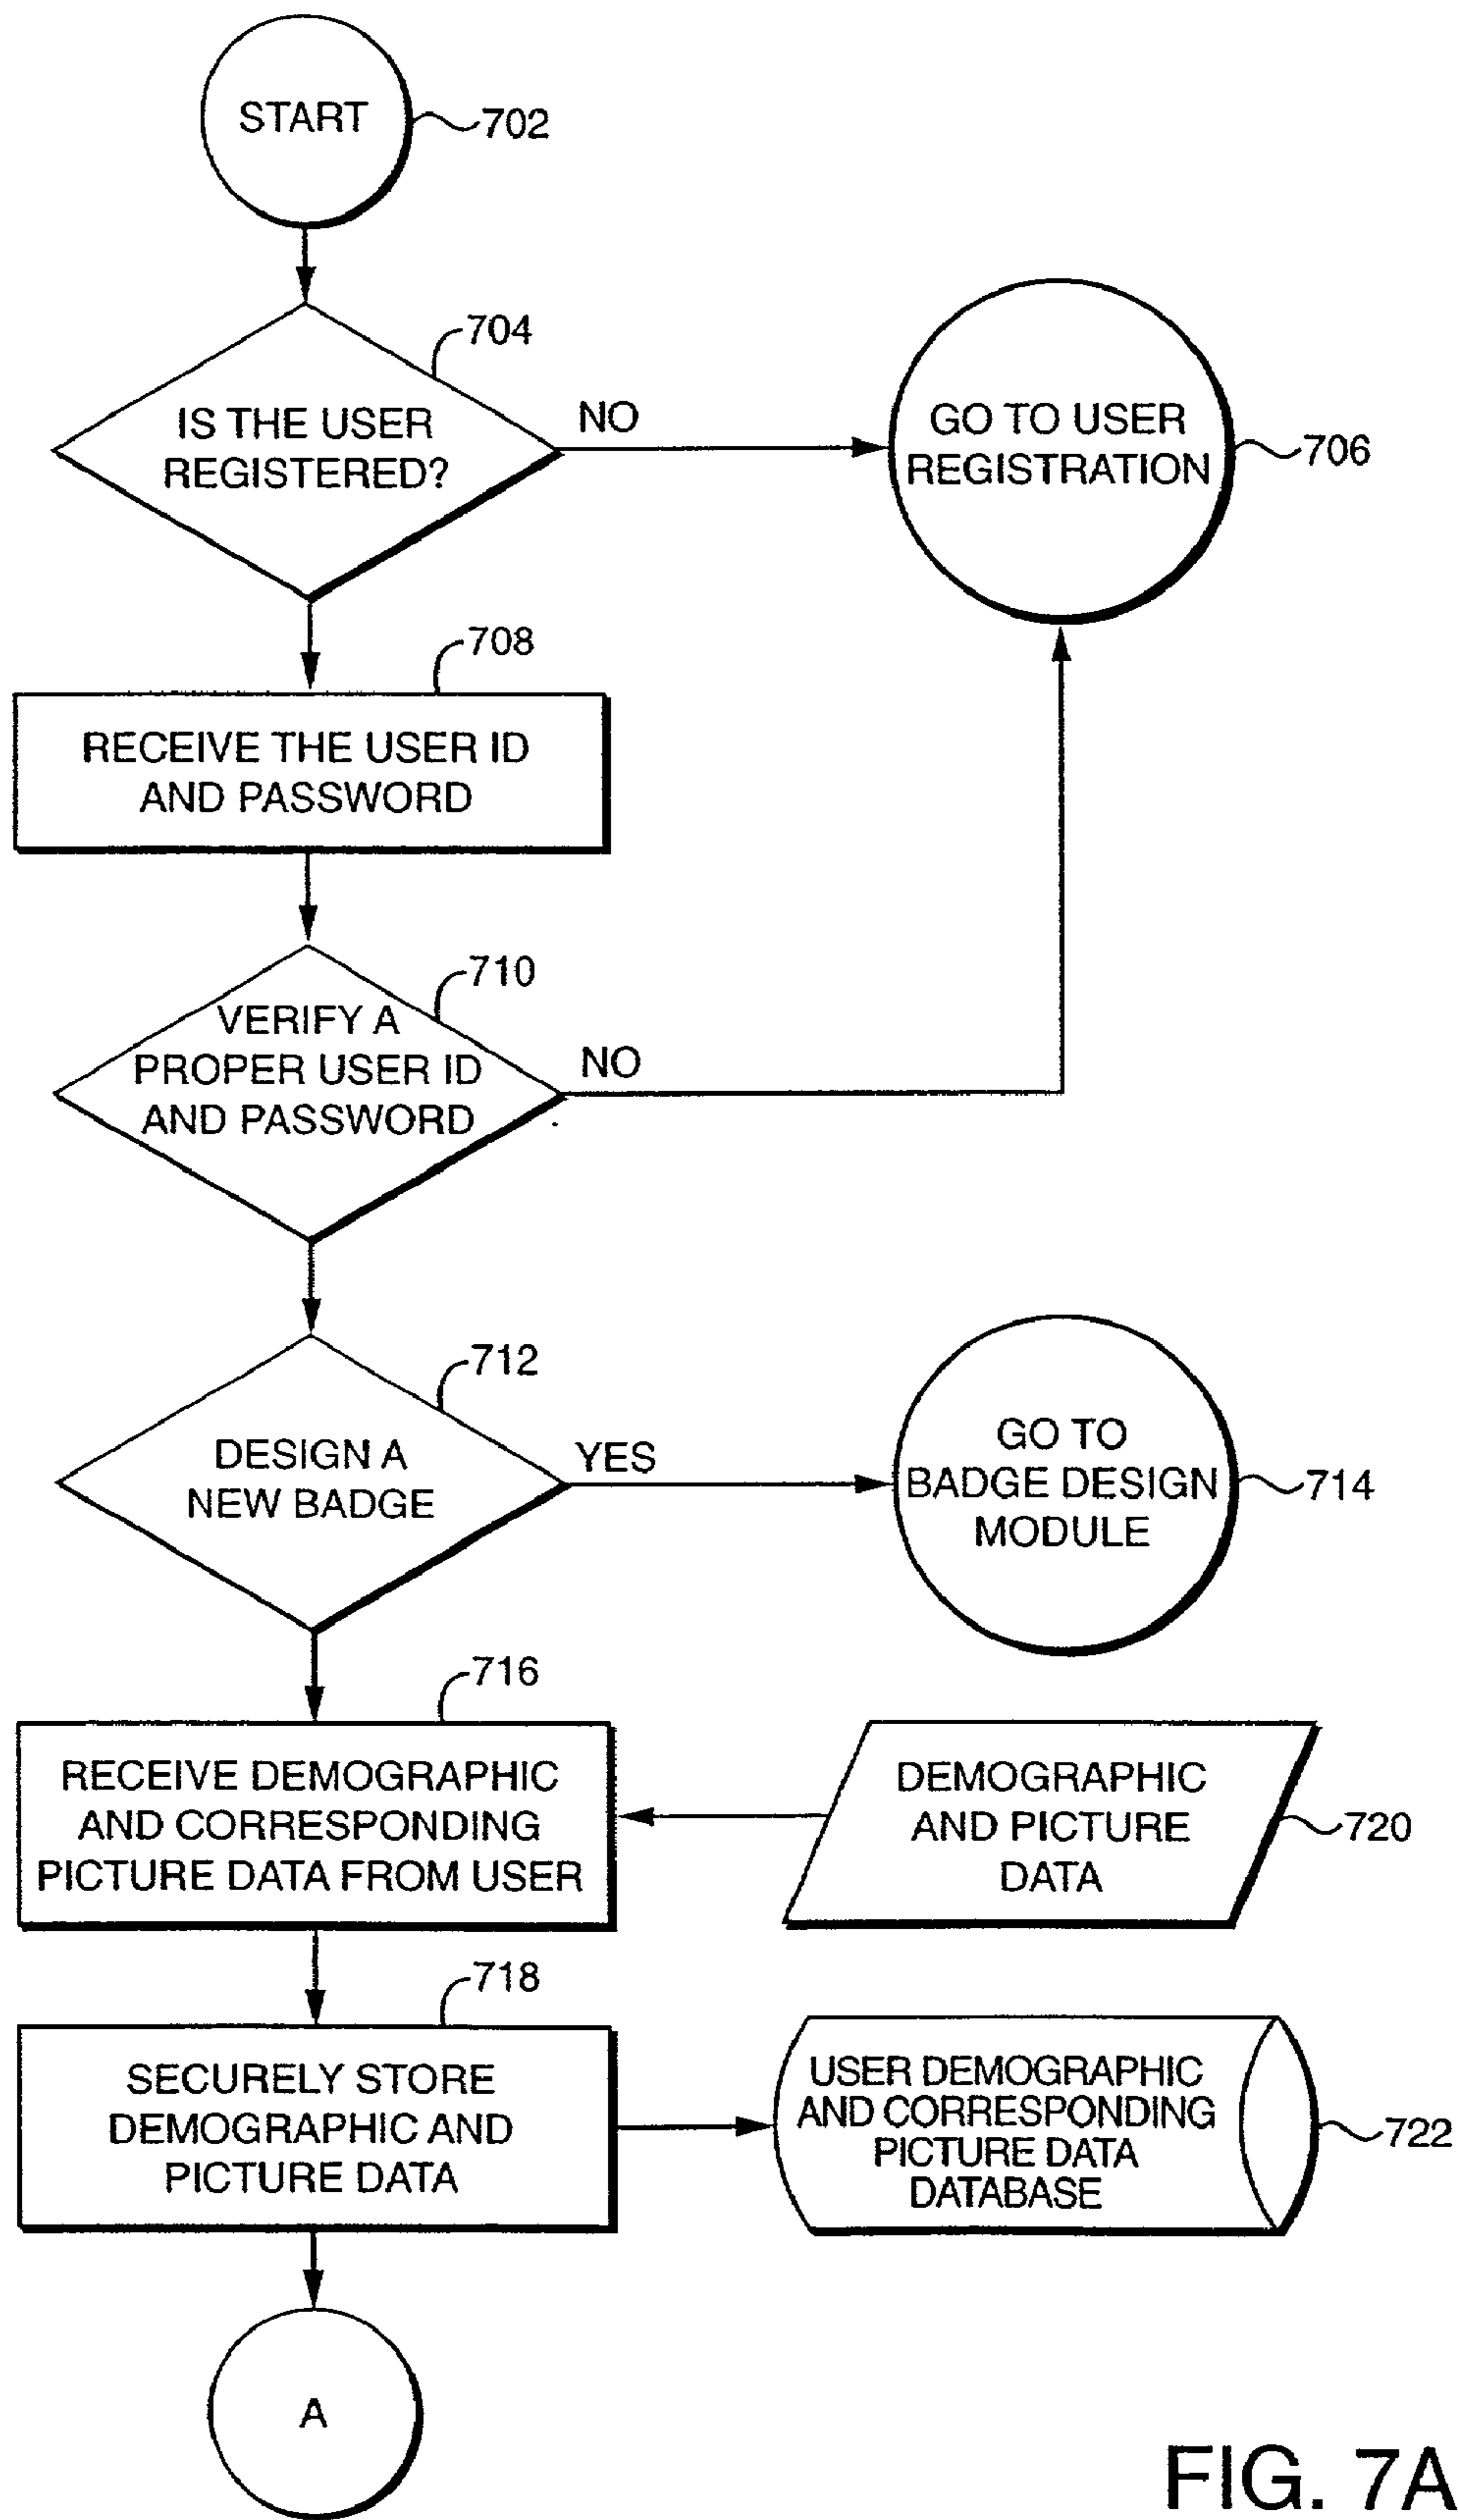 START
702
704
IS THE USER
REGISTERED?
NO
GO TO USER
REGISTRATION
706
708
RECEIVE THE USER ID
AND PASSWORD
710
VERIFY A
PROPER USER ID
AND PASSWORD
NO
712
DESIGN A
NEW BADGE
YES
GO TO
BADGE DESIGN
MODULE
714
716
RECEIVE DEMOGRAPHIC
AND CORRESPONDING
PICTURE DATA FROM USER
DEMOGRAPHIC
AND PICTURE
DATA
720
718
SECURELY STORE
DEMOGRAPHIC AND
PICTURE DATA
USER DEMOGRAPHIC
AND CORRESPONDING
PICTURE DATA
DATABASE
722
A
FIG. 7A